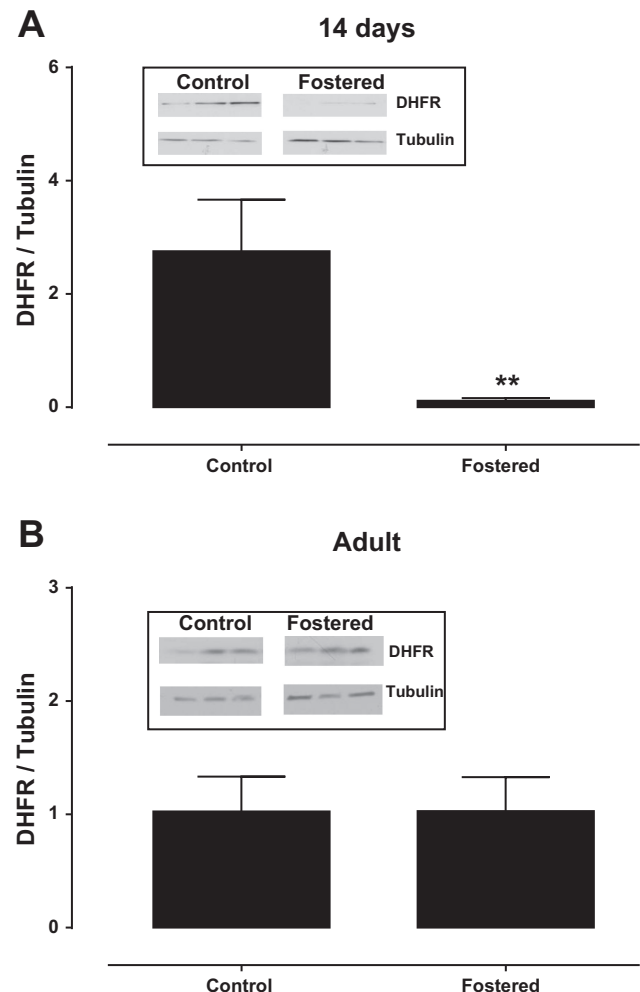 A
14 days
6
4
2
0
DHFR / Tubulin
Control Fostered
DHFR
Tubulin
**
Control Fostered
B
Adult
3
2
1
0
DHFR / Tubulin
Control Fostered
DHFR
Tubulin
Control Fostered